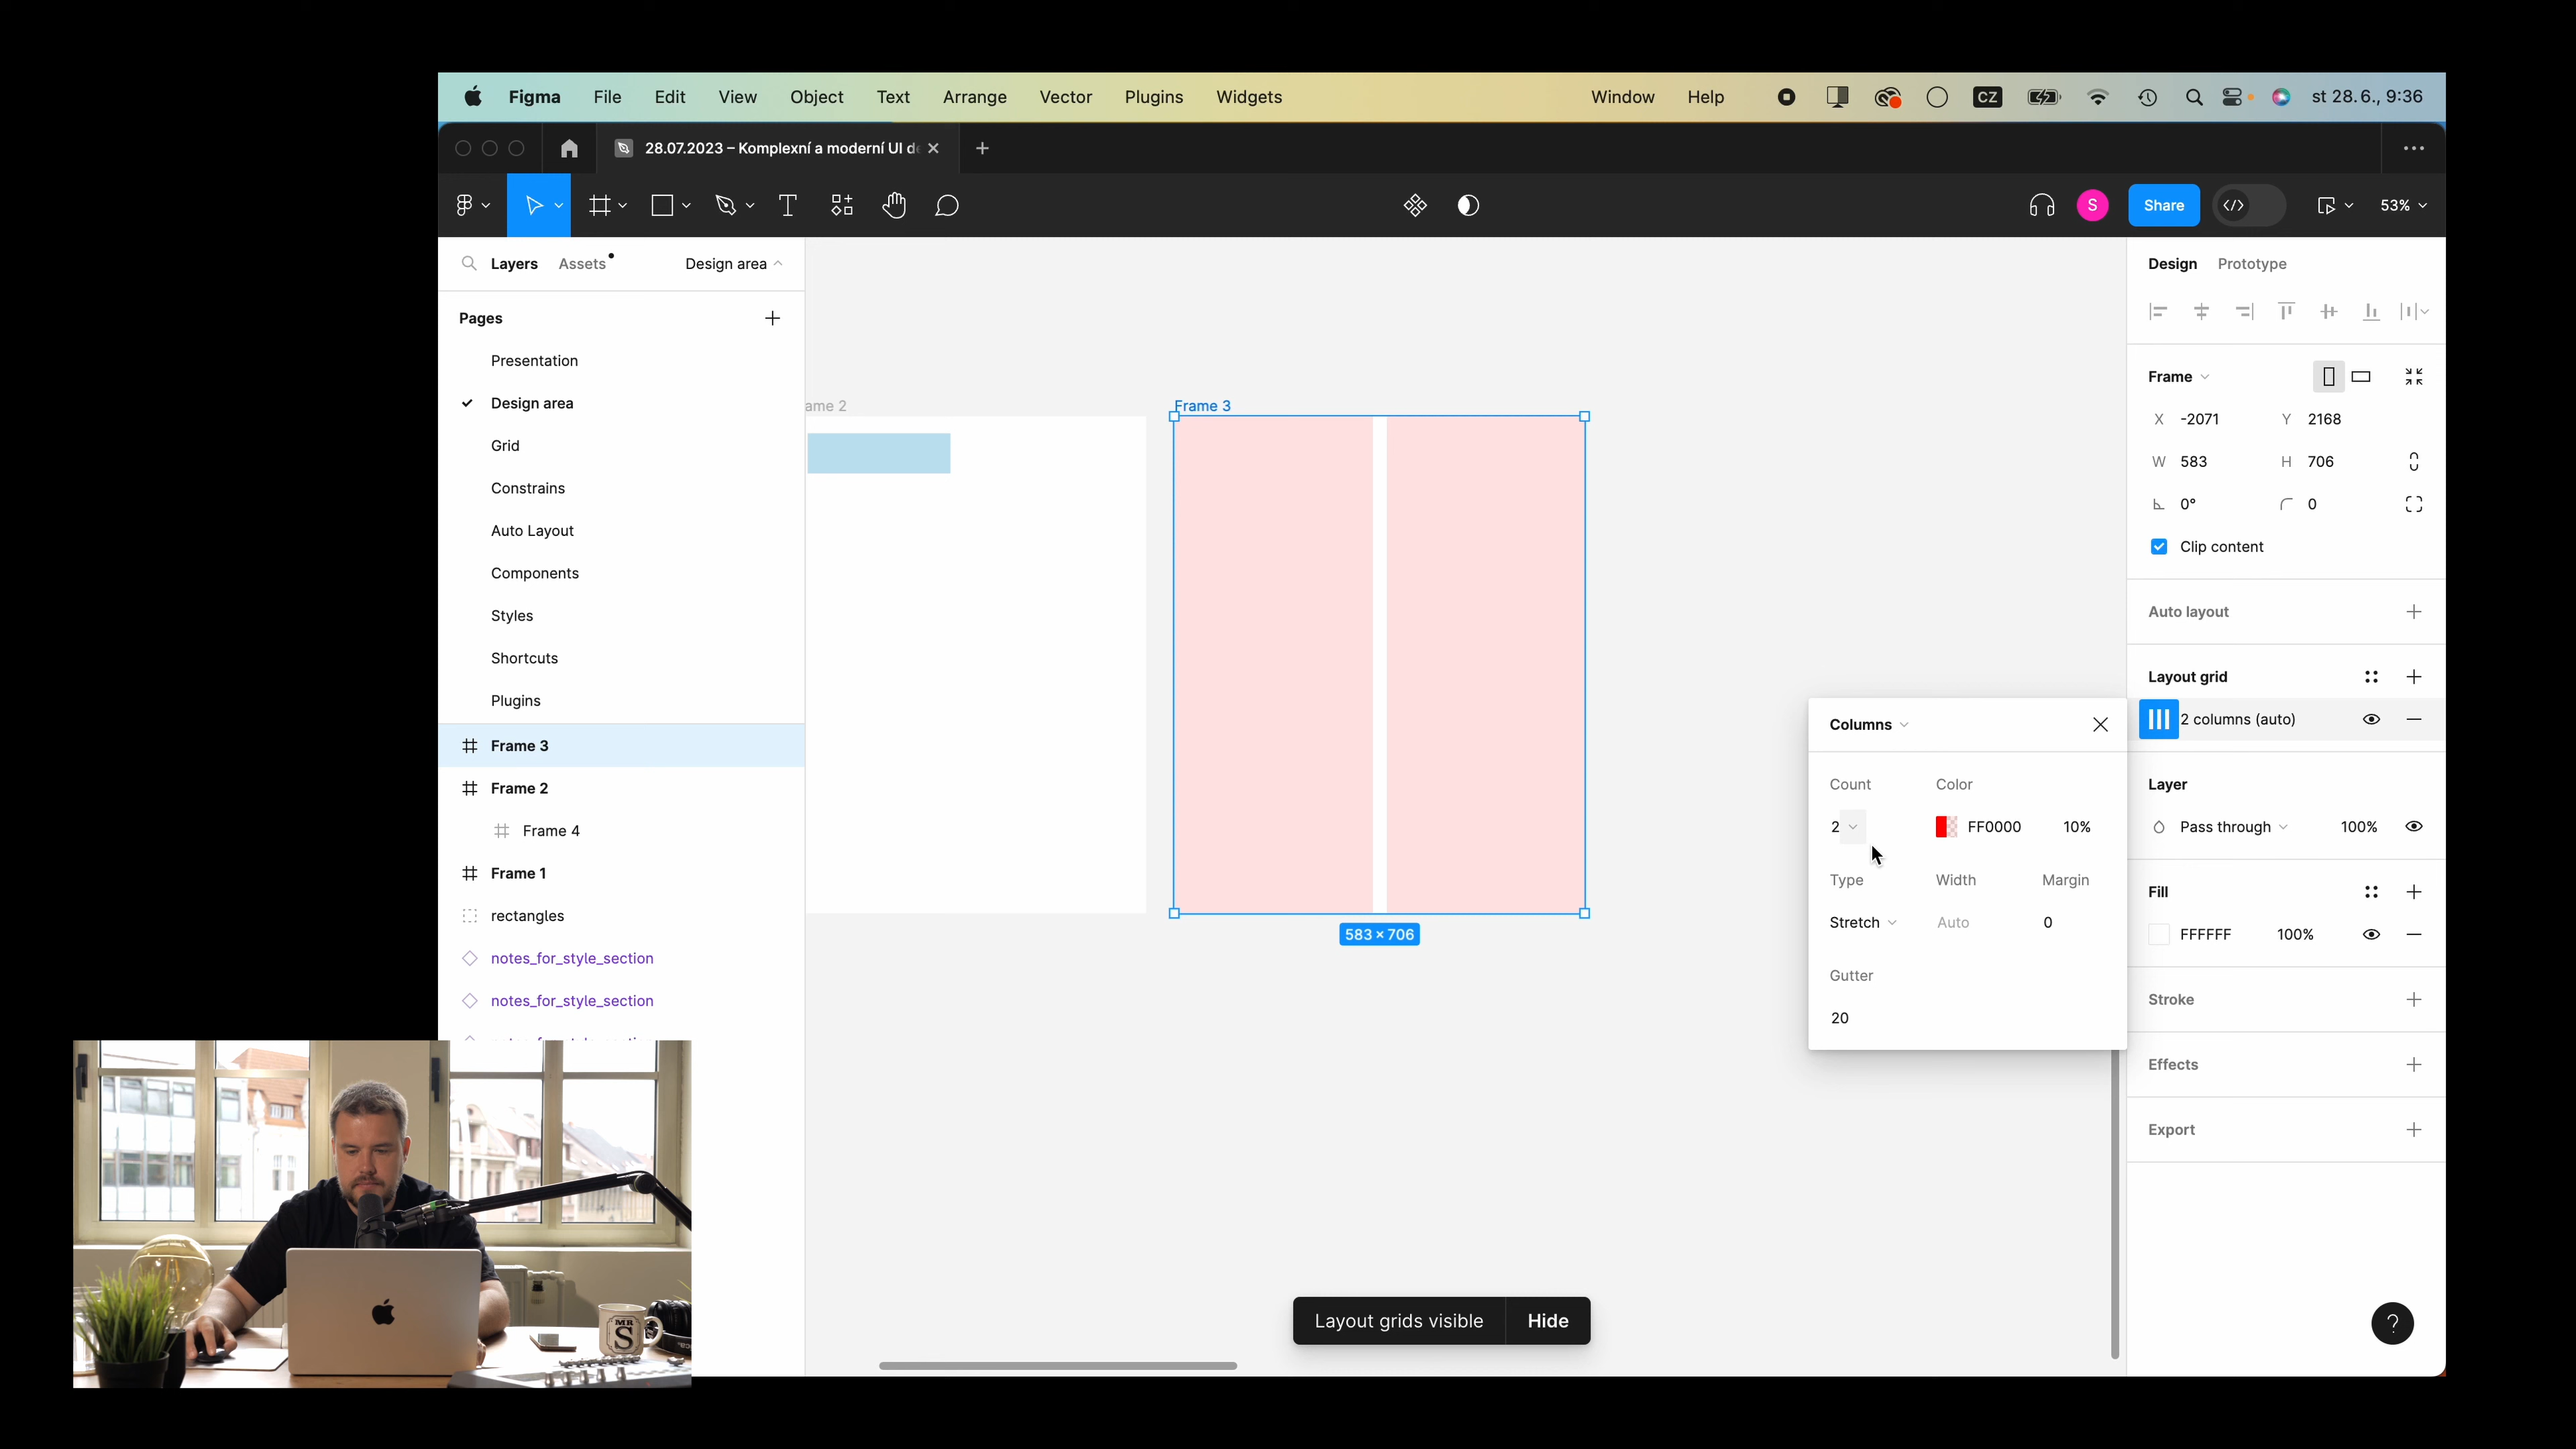 Figma File Edit View Object Text Arrange Vector Plugins Widgets Window Help CZ st 28. 6., 9:36
28.07.2023 – Komplexní a moderní UI
S Share 53%
Layers Assets Design area
Pages
Presentation
Design area
Grid
Constrains
Auto Layout
Components
Styles
Shortcuts
Plugins
Frame 3
Frame 2
Frame 4
Frame 1
rectangles
notes_for_style_section
notes_for_style_section
ame 2
Frame 3
583 × 706
Layout grids visible Hide
Columns
Count Color
2 FF0000 10%
Type Width Margin
Stretch Auto 0
Gutter
20
Design Prototype
Frame
X -2071 Y 2168
W 583 H 706
0° 0
Clip content
Auto layout
Layout grid
2 columns (auto)
Layer
Pass through 100%
Fill
FFFFFF 100%
Stroke
Effects
Export
?
MR
S